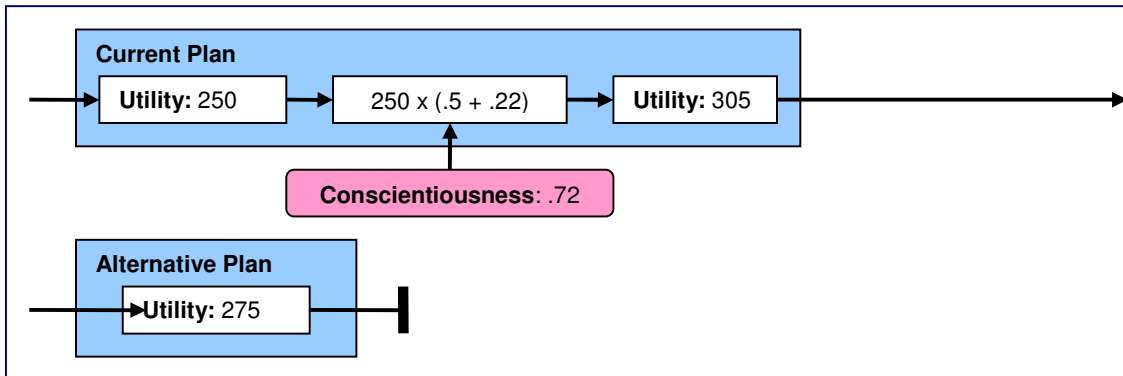 Current Plan
Utility: 250
250 x (.5 + .22)
Utility: 305
Conscientiousness: .72
Alternative Plan
Utility: 275